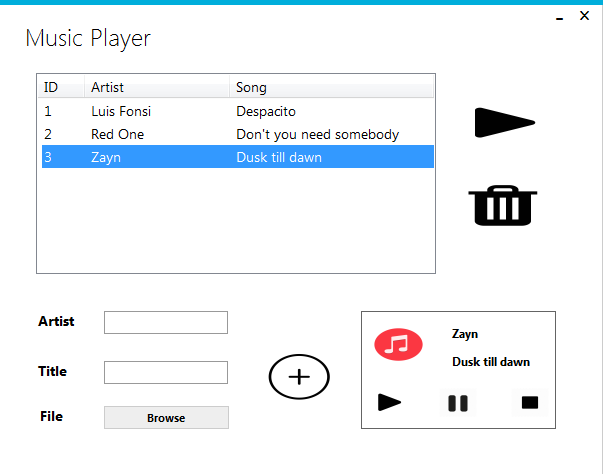 Music Player
ID Artist Song
1 Luis Fonsi Despacito
2 Red One Don't you need somebody
3 Zayn Dusk till dawn
Artist
Title
File Browse
Zayn
Dusk till dawn